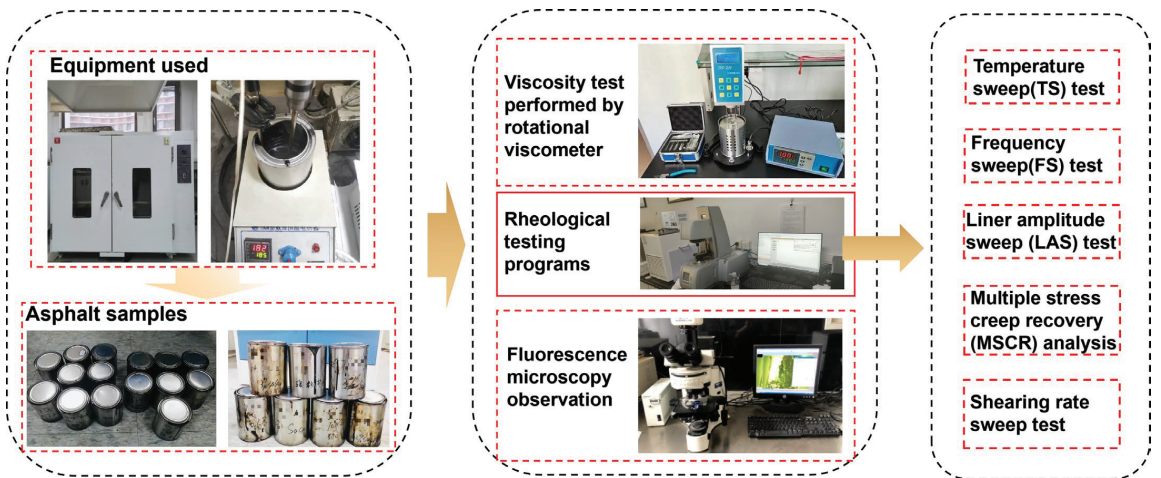 Equipment used
182
185
Asphalt samples
Viscosity test
performed by
rotational
viscometer
Rheological
testing
programs
Fluorescence
microscopy
observation
Temperature
sweep(TS) test
Frequency
sweep(FS) test
Liner amplitude
sweep (LAS) test
Multiple stress
creep recovery
(MSCR) analysis
Shearing rate
sweep test